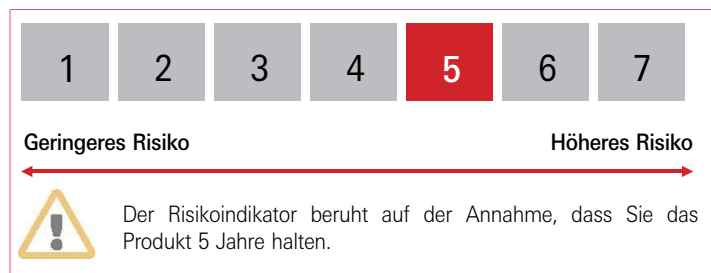 1 2 3 4 5 6 7
Geringeres Risiko Höheres Risiko
Der Risikoindikator beruht auf der Annahme, dass Sie das
Produkt 5 Jahre halten.